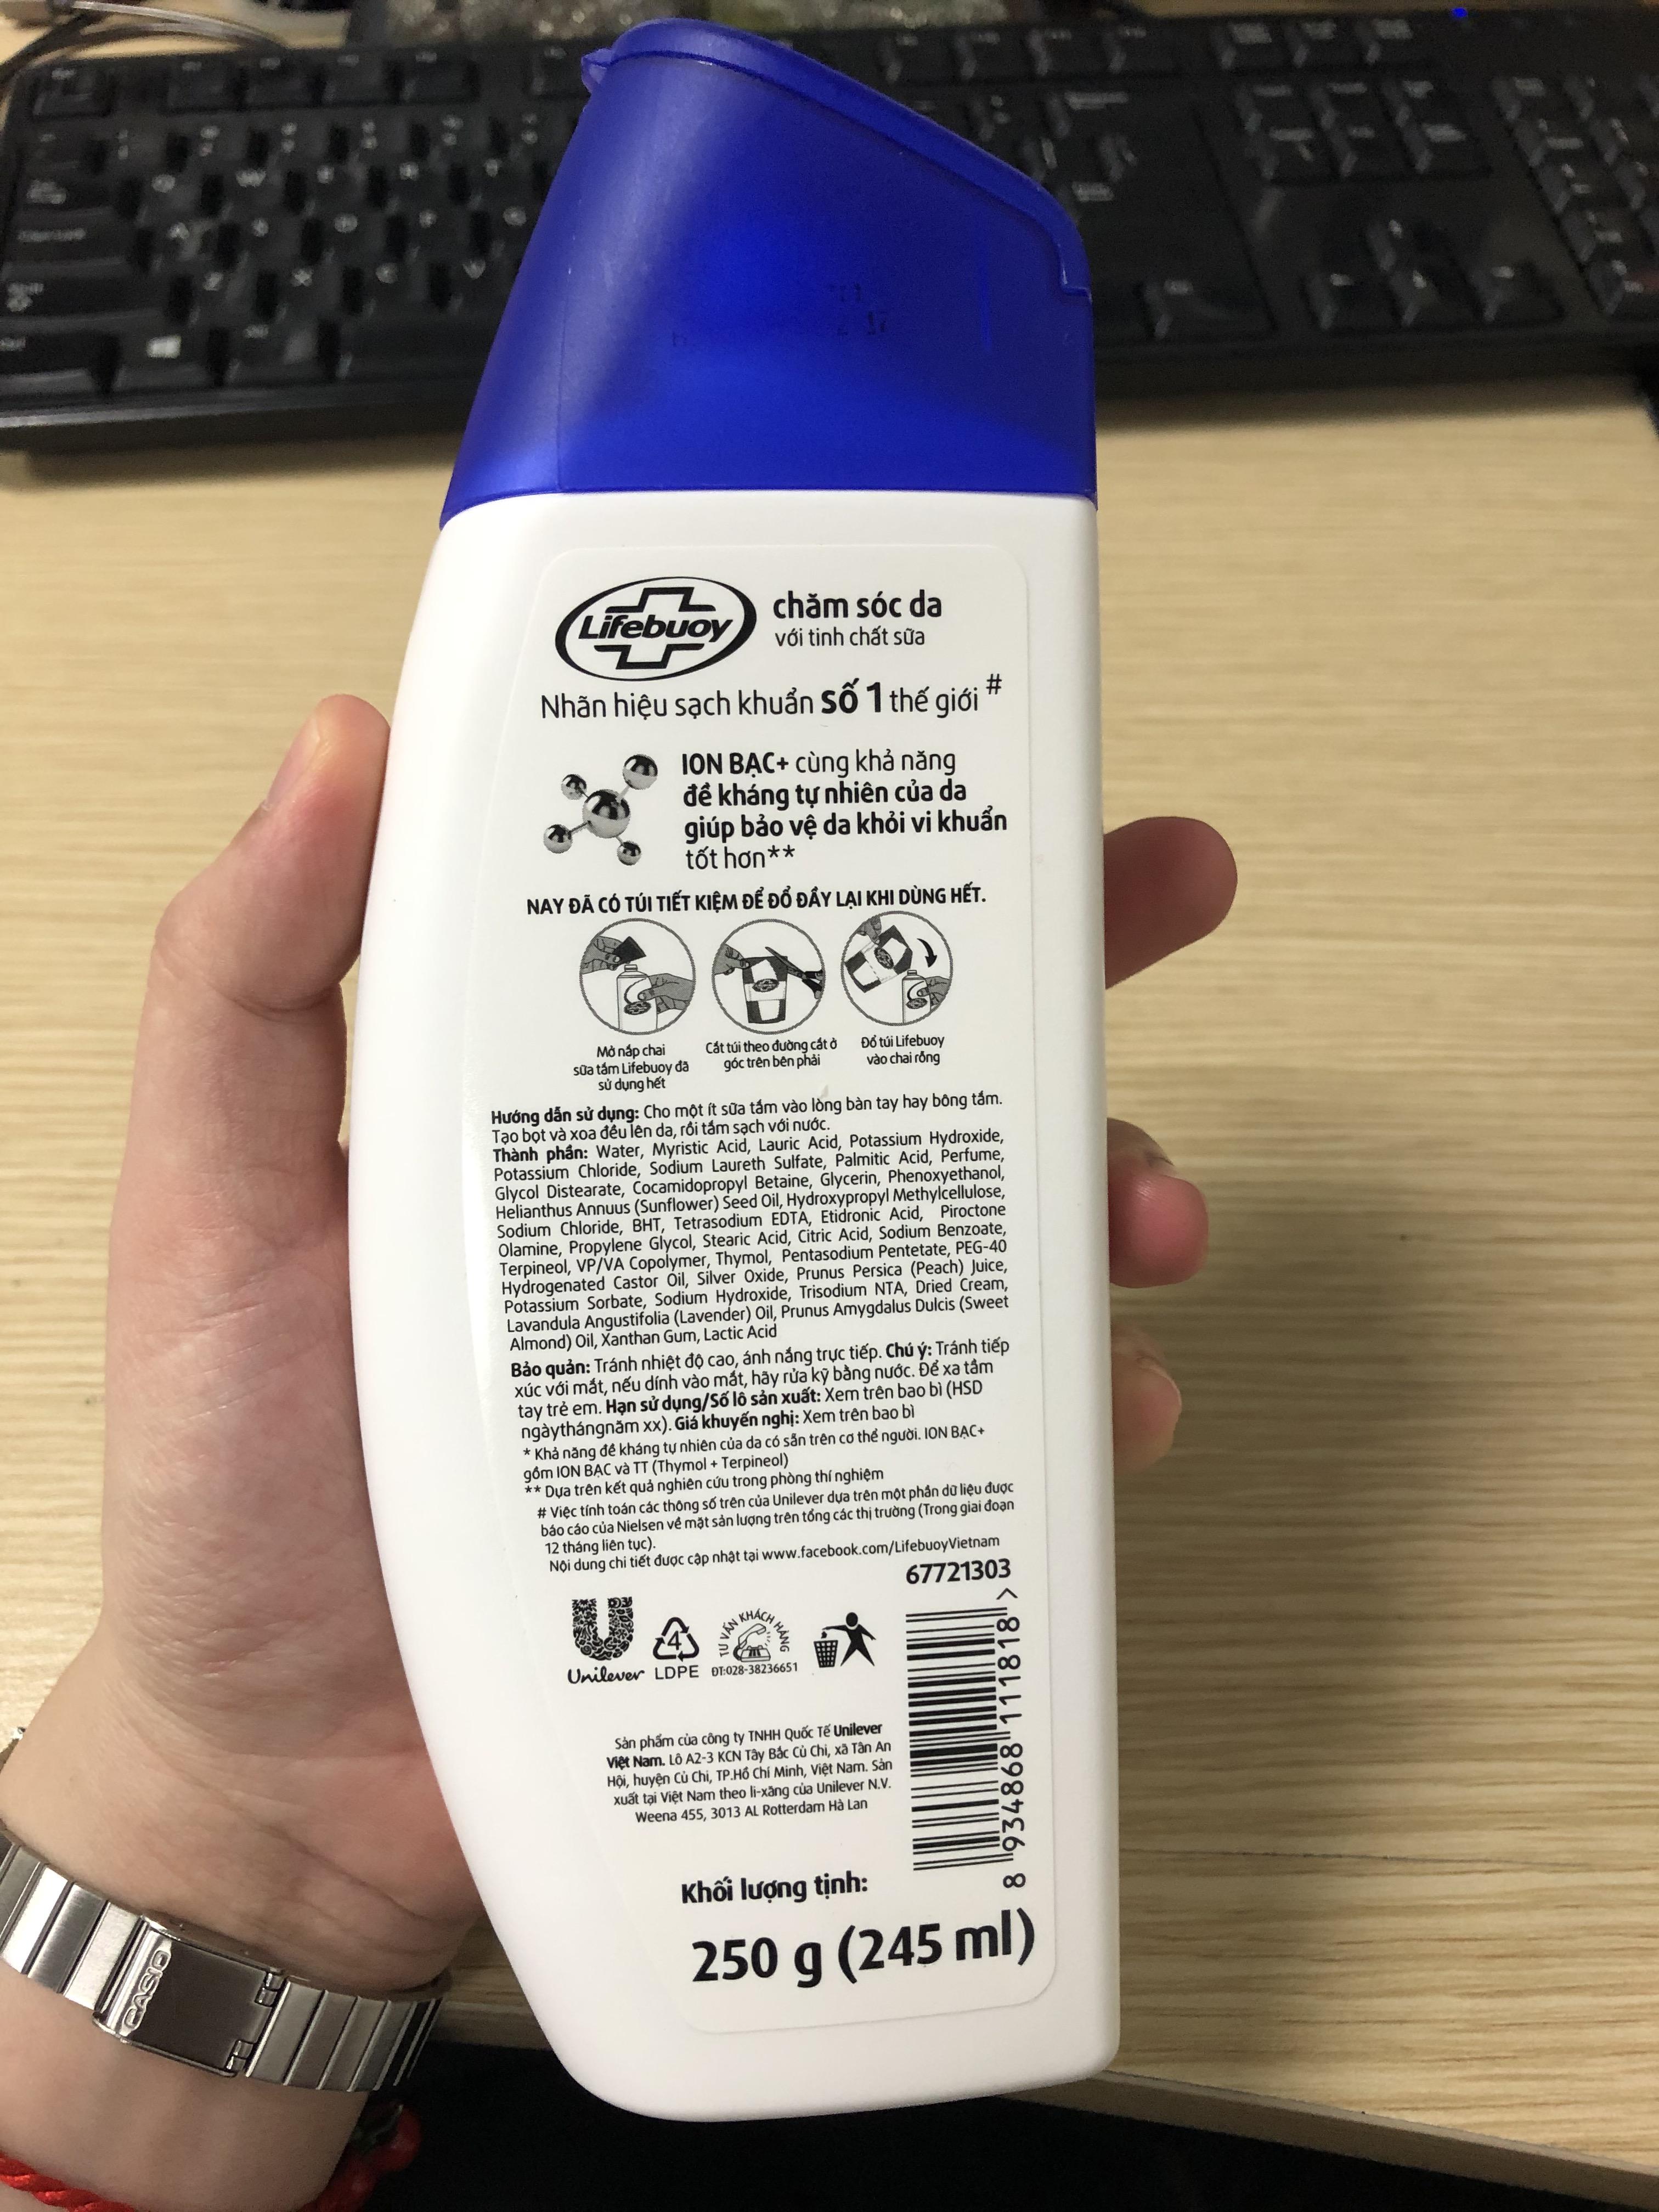 Lifebuoy
chăm sóc da
với tinh chất sữa
Nhãn hiệu sạch khuẩn số 1 thế giới #
ION BẠC+ cùng khả năng
đề kháng tự nhiên của da
giúp bảo vệ da khỏi vi khuẩn
tốt hơn**
NAY ĐÃ CÓ TÚI TIẾT KIỆM ĐỂ ĐỔ ĐẦY LẠI KHI DÙNG HẾT.
Mở nắp chai
sữa tắm Lifebuoy đã
sử dụng hết
Cắt túi theo đường cắt ở
góc trên bên phải
Đổ túi Lifebuoy
vào chai rỗng
Hướng dẫn sử dụng: Cho một ít sữa tắm vào lòng bàn tay hay bông tắm.
Tạo bọt và xoa đều lên da, rồi tắm sạch với nước.
Thành phần: Water, Myristic Acid, Lauric Acid, Potassium Hydroxide,
Potassium Chloride, Sodium Laureth Sulfate, Palmitic Acid, Perfume,
Glycol Distearate, Cocamidopropyl Betaine, Glycerin, Phenoxyethanol,
Helianthus Annuus (Sunflower) Seed Oil, Hydroxypropyl Methylcellulose,
Sodium Chloride, BHT, Tetrasodium EDTA, Etidronic Acid, Piroctone
Olamine, Propylene Glycol, Stearic Acid, Citric Acid, Sodium Benzoate,
Terpineol, VP/VA Copolymer, Thymol, Pentasodium Pentetate, PEG-40
Hydrogenated Castor Oil, Silver Oxide, Prunus Persica (Peach) Juice,
Potassium Sorbate, Sodium Hydroxide, Trisodium NTA, Dried Cream,
Lavandula Angustifolia (Lavender) Oil, Prunus Amygdalus Dulcis (Sweet
Almond) Oil, Xanthan Gum, Lactic Acid
Bảo quản: Tránh nhiệt độ cao, ánh nắng trực tiếp. Chú ý: Tránh tiếp
xúc với mắt, nếu dính vào mắt, hãy rửa kỹ bằng nước. Để xa tầm
tay trẻ em. Hạn sử dụng/Số lô sản xuất: Xem trên bao bì (HSD
ngàythángnăm xx). Giá khuyến nghị: Xem trên bao bì
* Khả năng đề kháng tự nhiên của da có sẵn trên cơ thể người. ION BẠC+
gồm ION BẠC và TT (Thymol + Terpineol)
** Dựa trên kết quả nghiên cứu trong phòng thí nghiệm
# Việc tính toán các thông số trên của Unilever dựa trên một phần dữ liệu được
báo cáo của Nielsen về mặt sản lượng trên tổng các thị trường (Trong giai đoạn
12 tháng liên tục).
Nội dung chi tiết được cập nhật tại www.facebook.com/LifebuoyVietnam
67721303
Unilever
4
LDPE
TƯ VẤN KHÁCH HÀNG
ĐT:028-38236651
8 934868 111818 >
Sản phẩm của công ty TNHH Quốc Tế Unilever
Việt Nam. Lô A2-3 KCN Tây Bắc Củ Chi, xã Tân An
Hội, huyện Củ Chi, TP.Hồ Chí Minh, Việt Nam. Sản
xuất tại Việt Nam theo li-xăng của Unilever N.V.
Weena 455, 3013 AL Rotterdam Hà Lan
Khối lượng tịnh:
250 g (245 ml)
CASIO